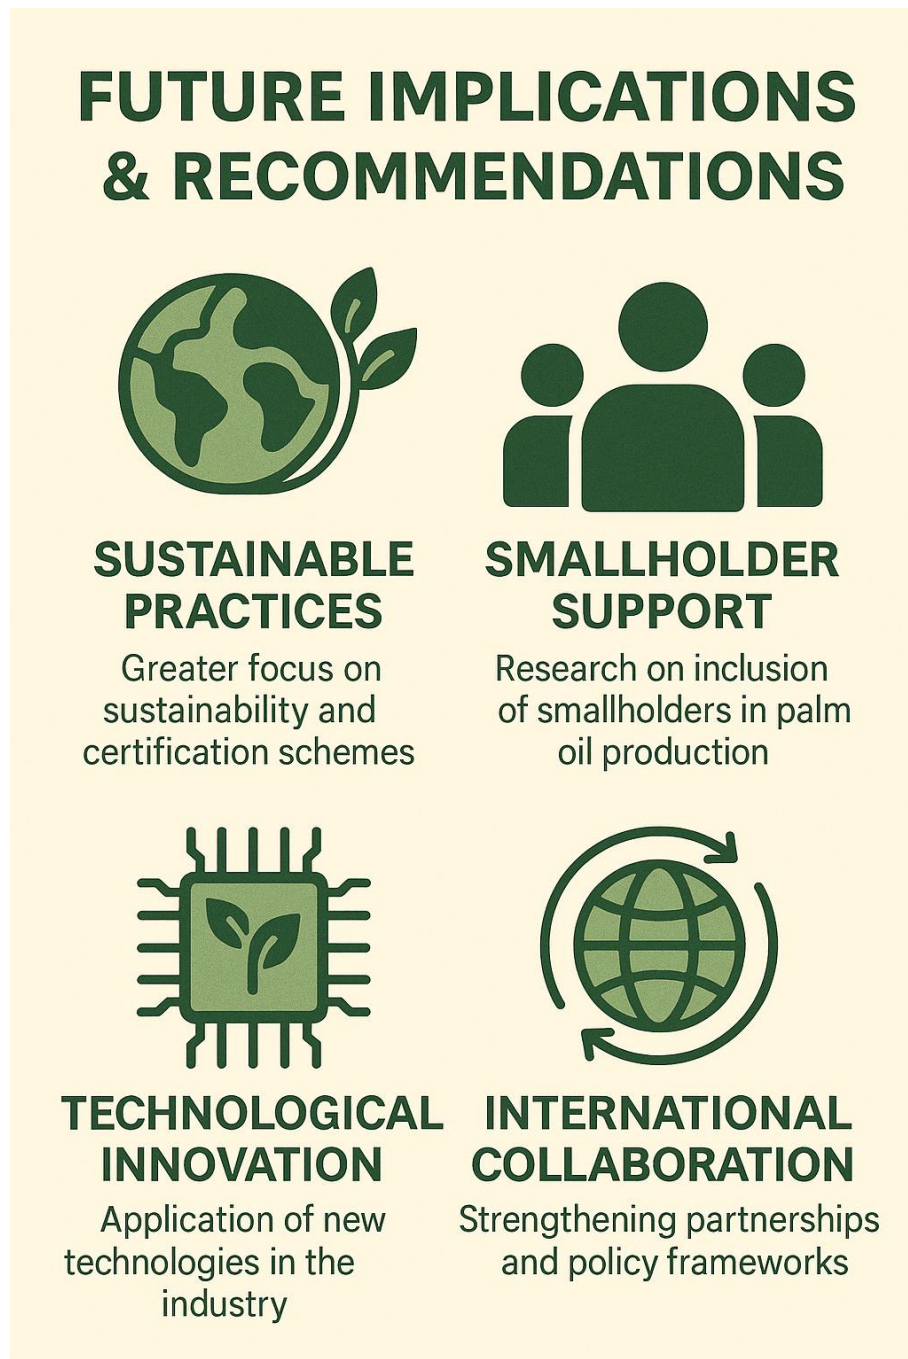 FUTURE IMPLICATIONS
& RECOMMENDATIONS
SUSTAINABLE
PRACTICES
Greater focus on
sustainability and
certification schemes
SMALLHOLDER
SUPPORT
Research on inclusion
of smallholders in palm
oil production
TECHNOLOGICAL
INNOVATION
Application of new
technologies in the
industry
INTERNATIONAL
COLLABORATION
Strengthening partnerships
and policy frameworks